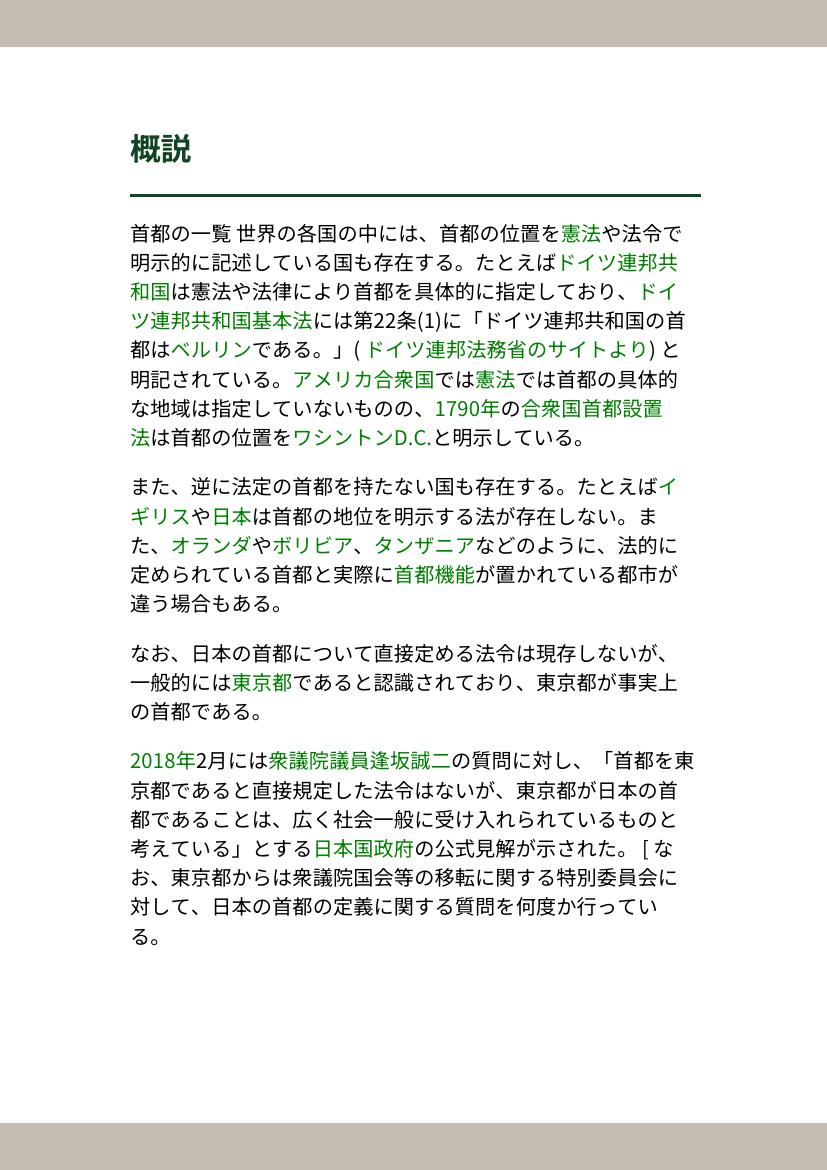 概説
首都の一覧 世界の各国の中には、首都の位置を憲法や法令で
明示的に記述している国も存在する。たとえばドイツ連邦共
和国は憲法や法律により首都を具体的に指定しており、ドイ
ツ連邦共和国基本法には第22条(1)に「ドイツ連邦共和国の首
都はベルリンである。」( ドイツ連邦法務省のサイトより) と
明記されている。アメリカ合衆国では憲法では首都の具体的
な地域は指定していないものの、1790年の合衆国首都設置
法は首都の位置をワシントンD.C.と明示している。
また、逆に法定の首都を持たない国も存在する。たとえばイ
ギリスや日本は首都の地位を明示する法が存在しない。ま
た、オランダやボリビア、タンザニアなどのように、法的に
定められている首都と実際に首都機能が置かれている都市が
違う場合もある。
なお、日本の首都について直接定める法令は現存しないが、
一般的には東京都であると認識されており、東京都が事実上
の首都である。
2018年2月には衆議院議員逢坂誠二の質問に対し、「首都を東
京都であると直接規定した法令はないが、東京都が日本の首
都であることは、広く社会一般に受け入れられているものと
考えている」とする日本国政府の公式見解が示された。 [ な
お、東京都からは衆議院国会等の移転に関する特別委員会に
対して、日本の首都の定義に関する質問を何度か行ってい
る。